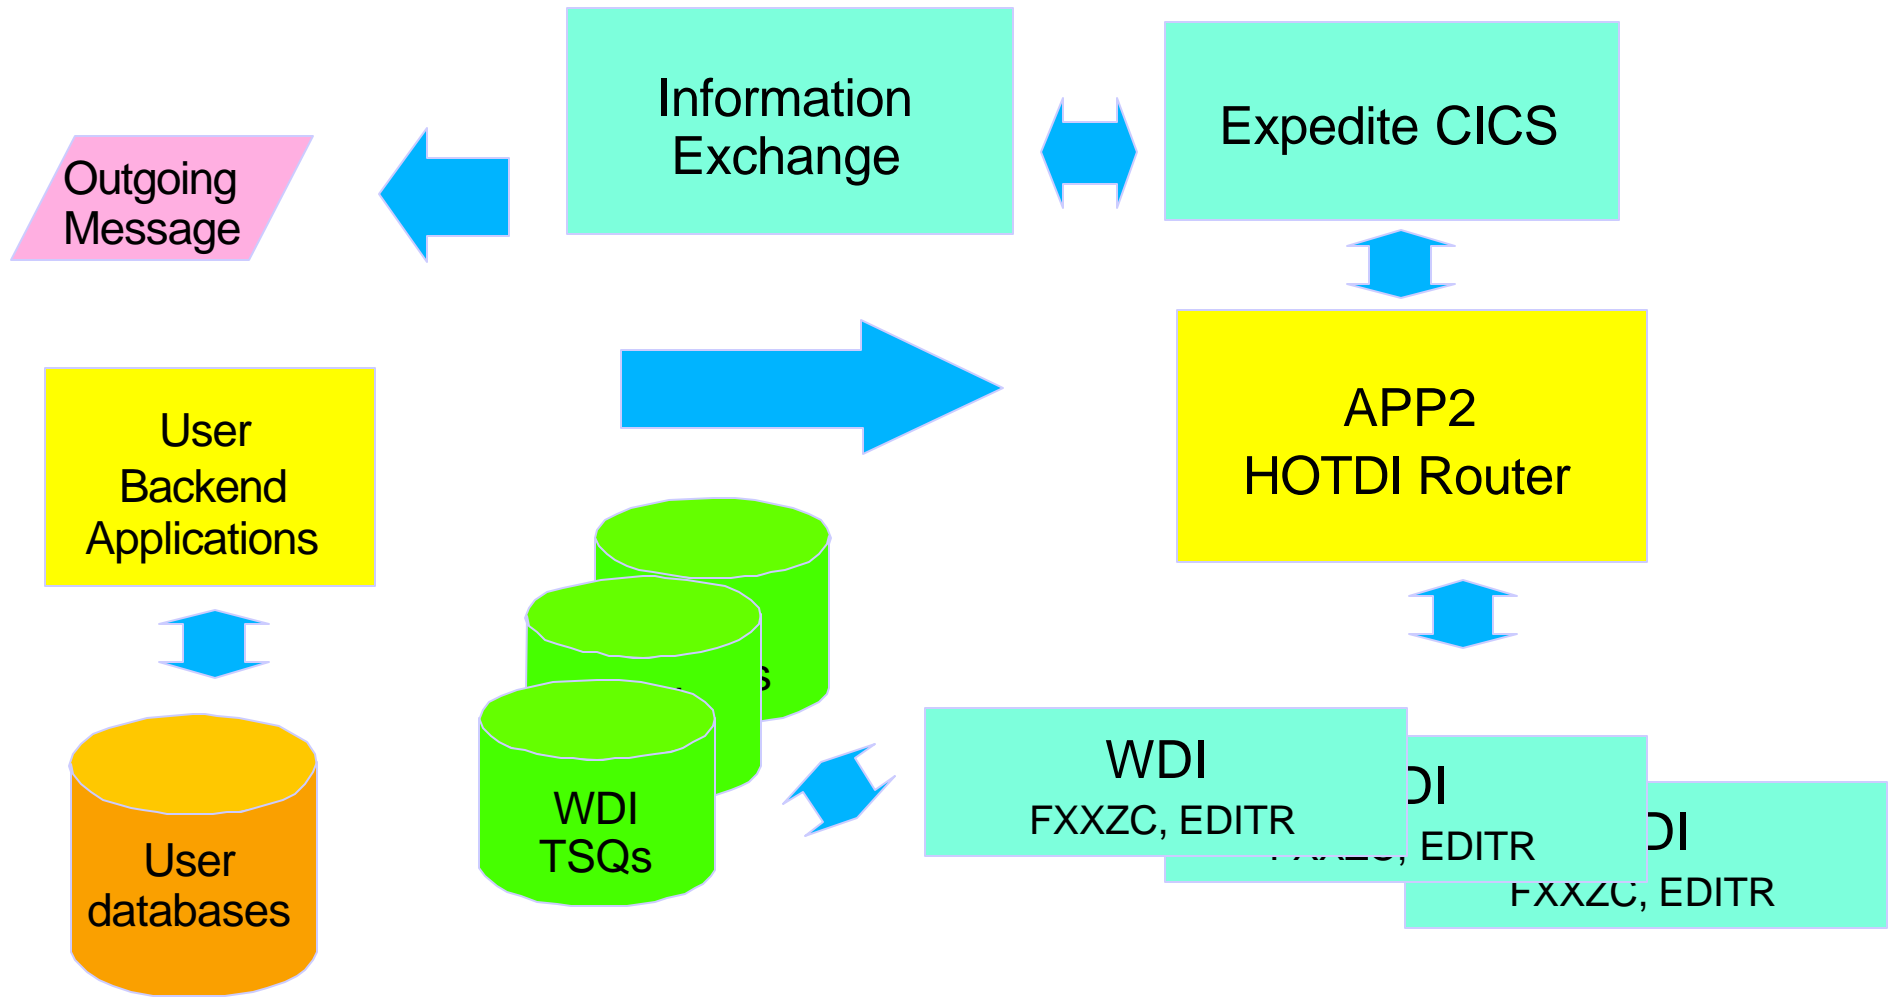 Information
Exchange
Expedite CICS
Outgoing
Message
User
Backend
Applications
APP2
HOTDI Router
WDI
TSQs
WDI
FXXZC, EDITR
EDITR
FXXZC, EDITR
User
databases